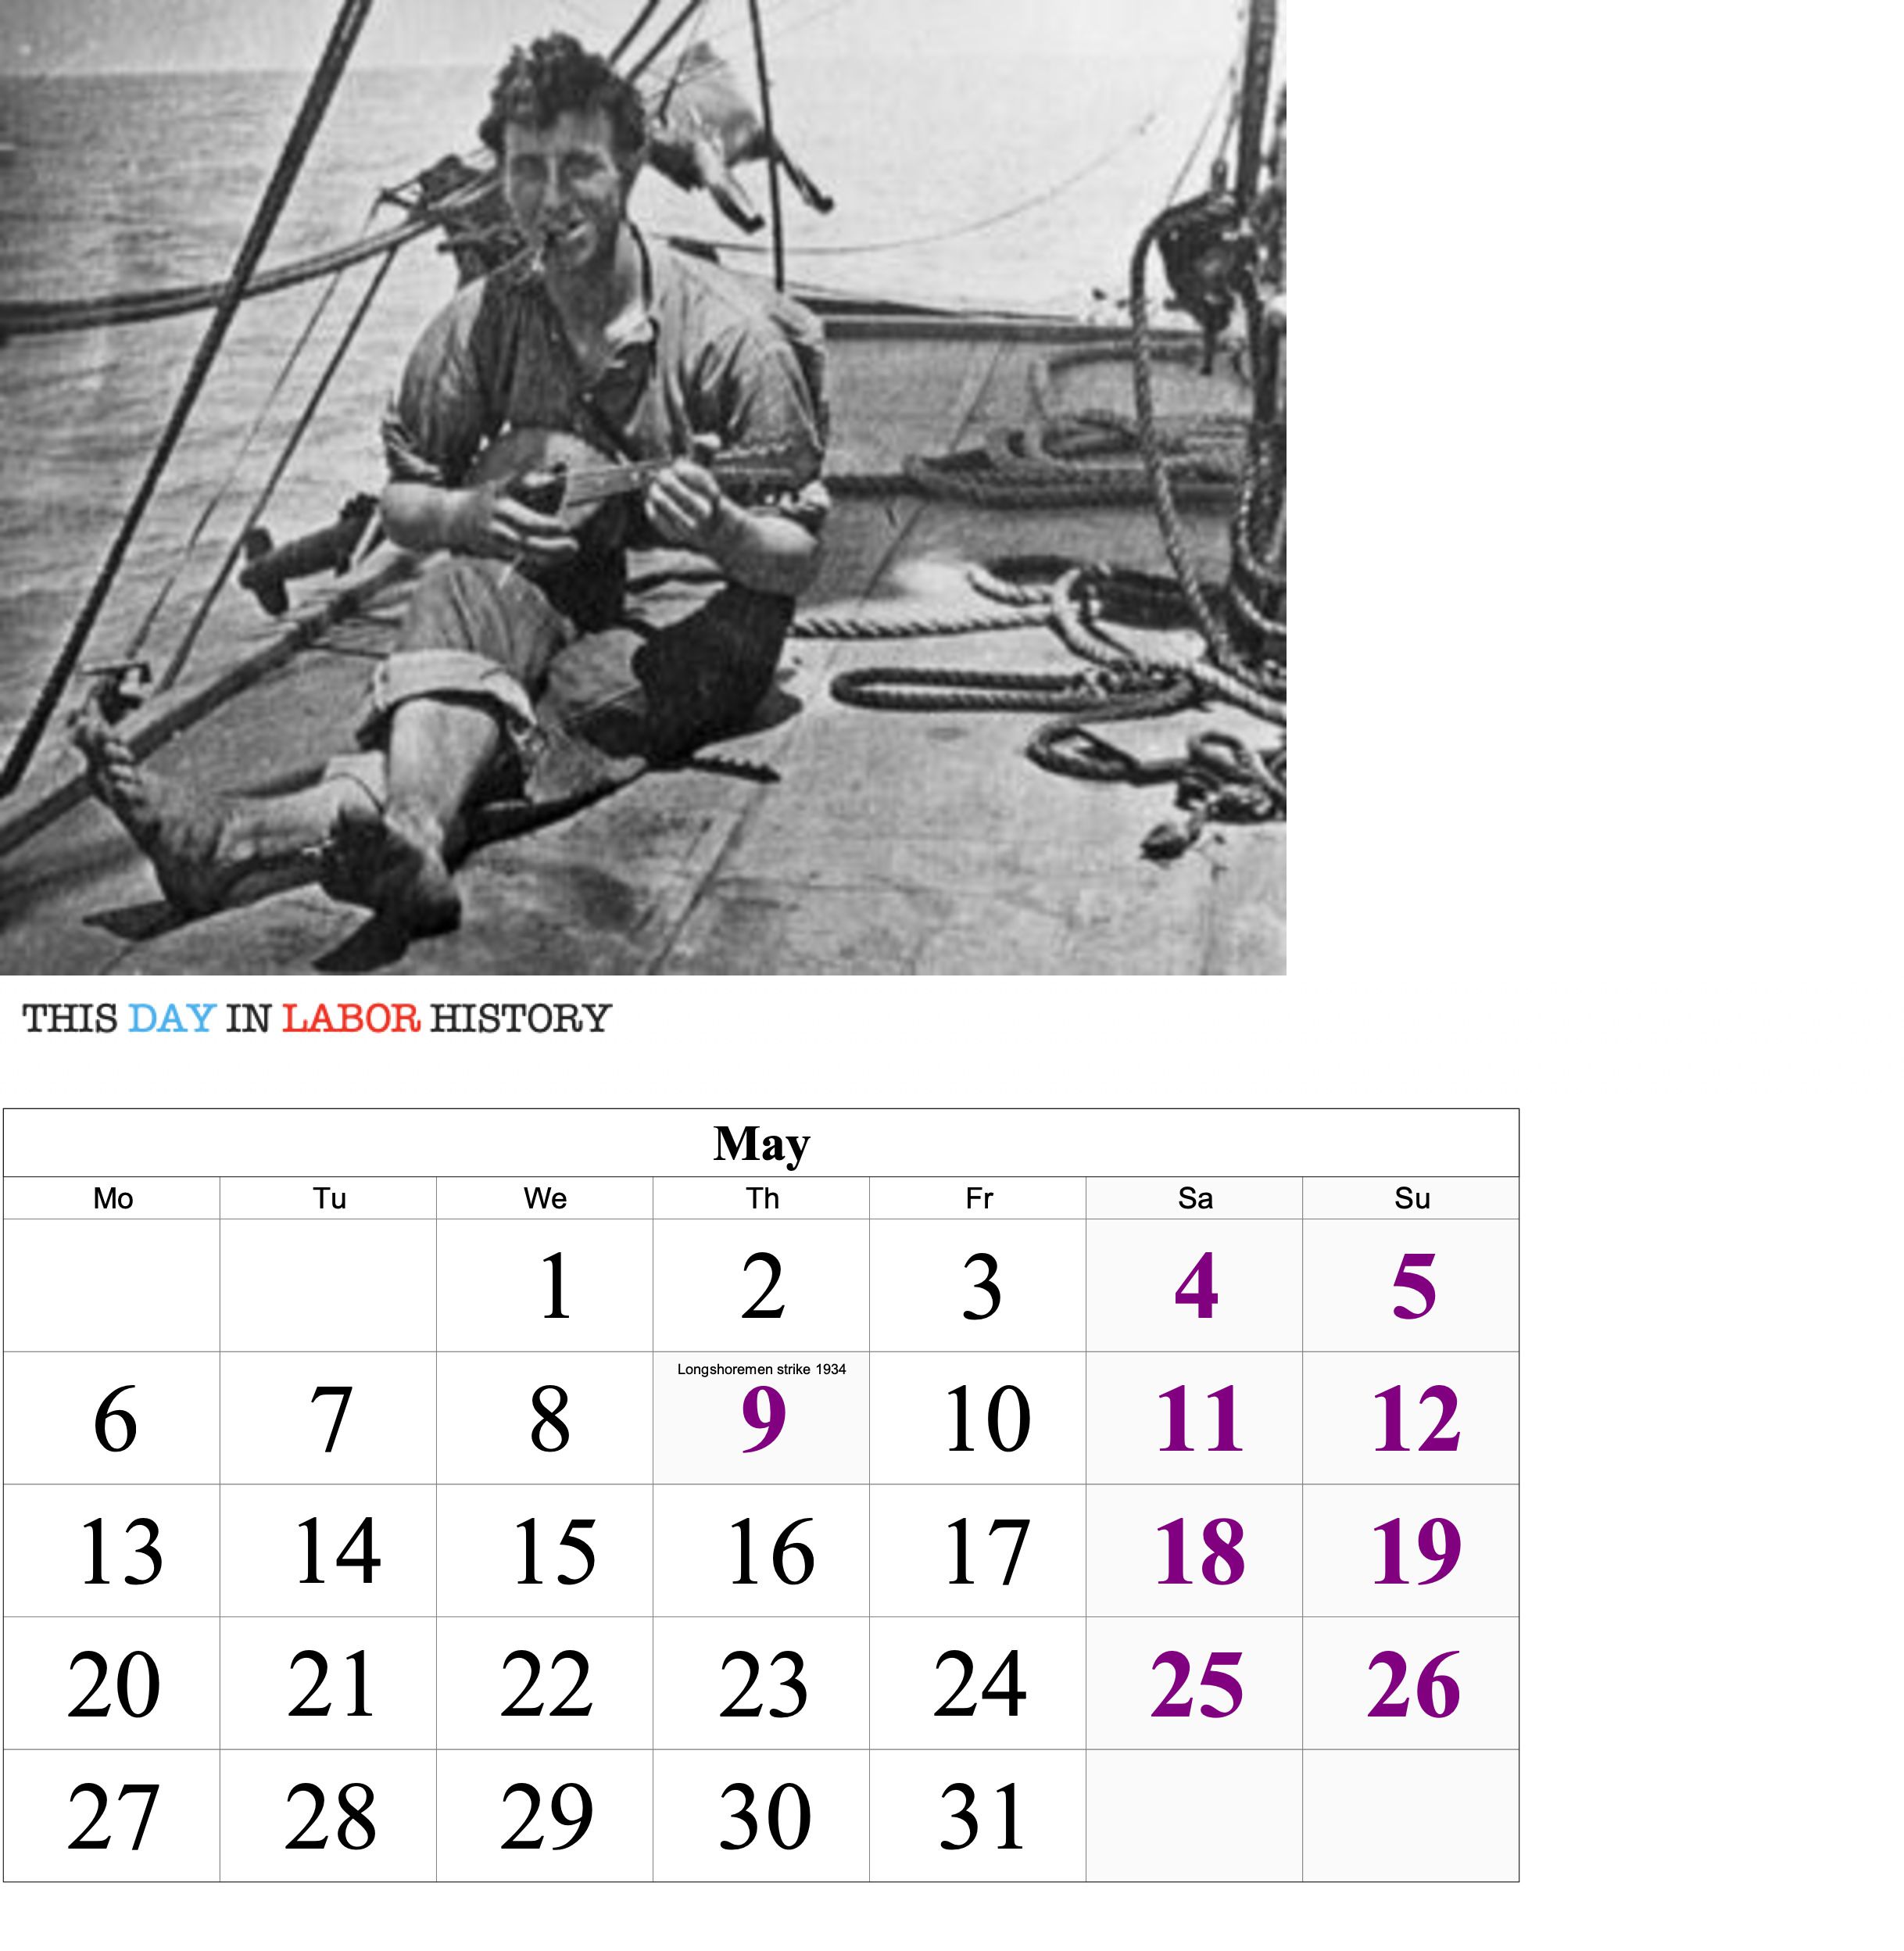 THIS DAY IN LABOR HISTORY
May
Mo Tu We Th Fr Sa Su
1 2 3 4 5
Longshoremen strike 1934
6 7 8 9 10 11 12
13 14 15 16 17 18 19
20 21 22 23 24 25 26
27 28 29 30 31